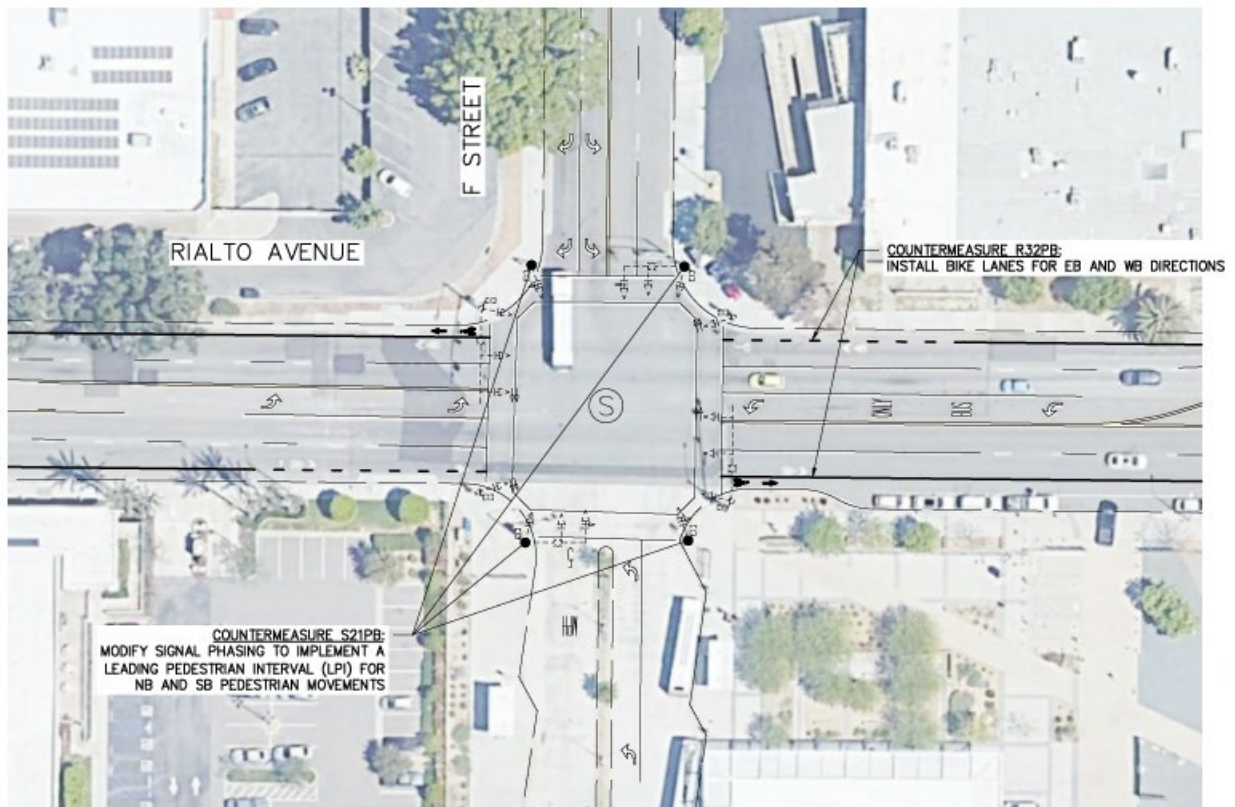 F STREET
RIALTO AVENUE
COUNTERMEASURE R32PB:
INSTALL BIKE LANES FOR EB AND WB DIRECTIONS
S
ONLY
BUS
COUNTERMEASURE S21PB:
MODIFY SIGNAL PHASING TO IMPLEMENT A
LEADING PEDESTRIAN INTERVAL (LPI) FOR
NB AND SB PEDESTRIAN MOVEMENTS